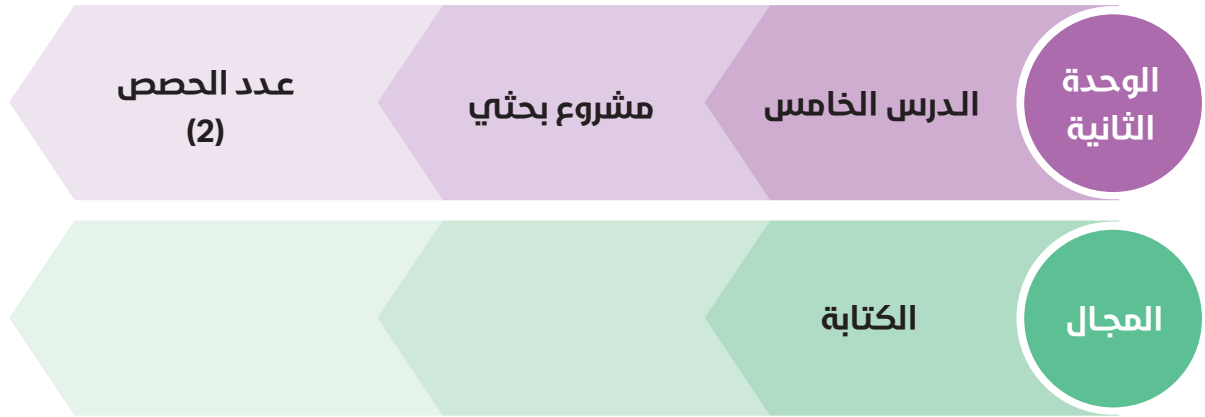 الوحدة
الثانية
الدرس الخامس
مشروع بحثي
عدد الحصص
(2)
المجال
الكتابة